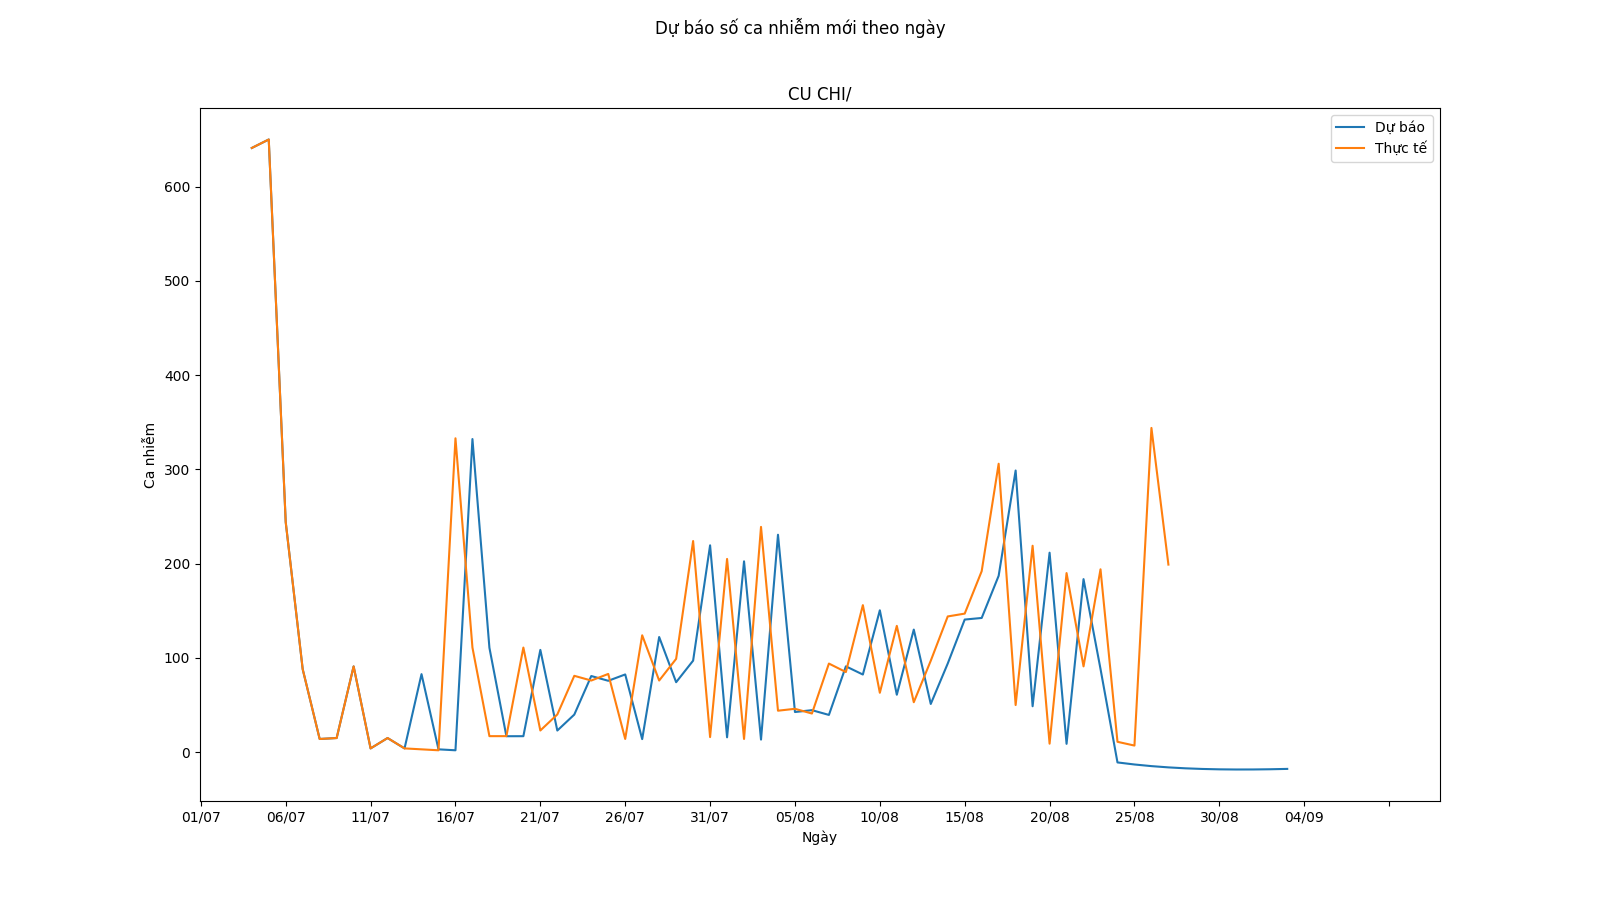 Dự báo số ca nhiễm mới theo ngày
CU CHI/
Dự báo
Thực tế
600
500
400
300
200
100
0
Ca nhiễm
01/07 06/07 11/07 16/07 21/07 26/07 31/07 05/08 10/08 15/08 20/08 25/08 30/08 04/09
Ngày